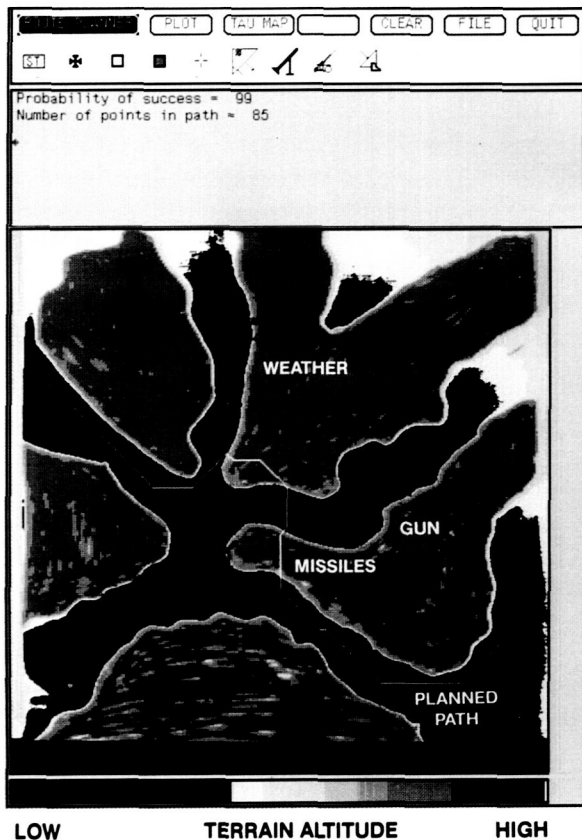 PLOT TAU MAP CLEAR FILE QUIT
ST
Probability of success = 99
Number of points in path = 85
WEATHER
GUN
MISSILES
PLANNED
PATH
LOW TERRAIN ALTITUDE HIGH